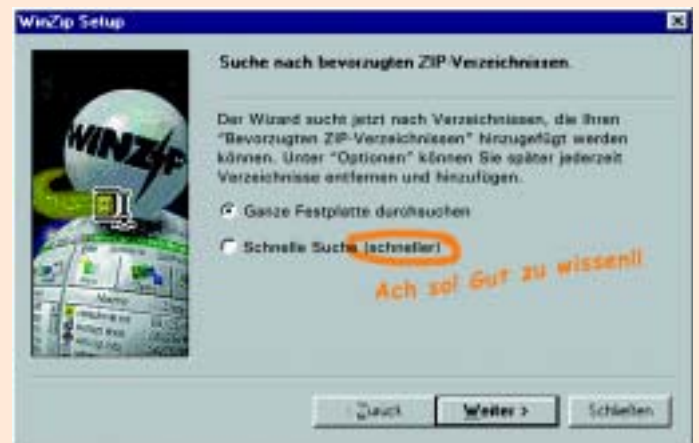 WinZip Setup
Suche nach bevorzugten ZIP-Verzeichnissen
Der Wizard sucht jetzt nach Verzeichnissen, die Ihren
"Bevorzugten ZIP-Verzeichnissen" hinzugefügt werden
können. Unter "Optionen" können Sie später jederzeit
Verzeichnisse entfernen und hinzufügen.
Ganze Festplatte durchsuchen
Schnelle Suche (schneller)
Ach so! Gut zu wissen!!
WINZIP
Name
< Zurück
Weiter >
Schließen